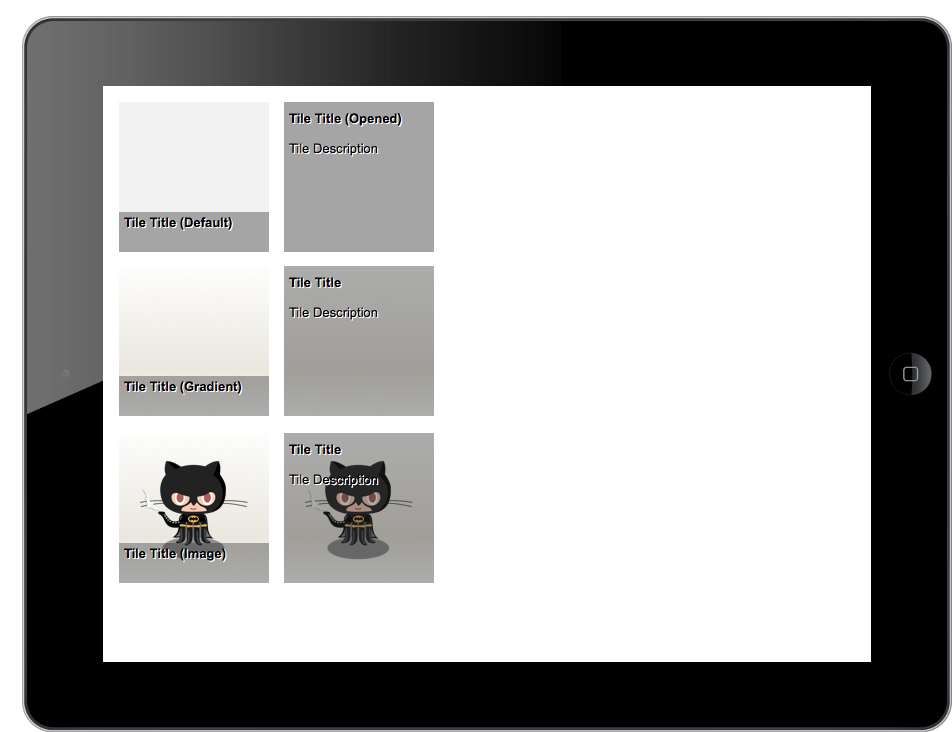 Tile Title (Default)
Tile Title (Opened)
Tile Description
Tile Title (Gradient)
Tile Title
Tile Description
Tile Title (Image)
Tile Title
Tile Description